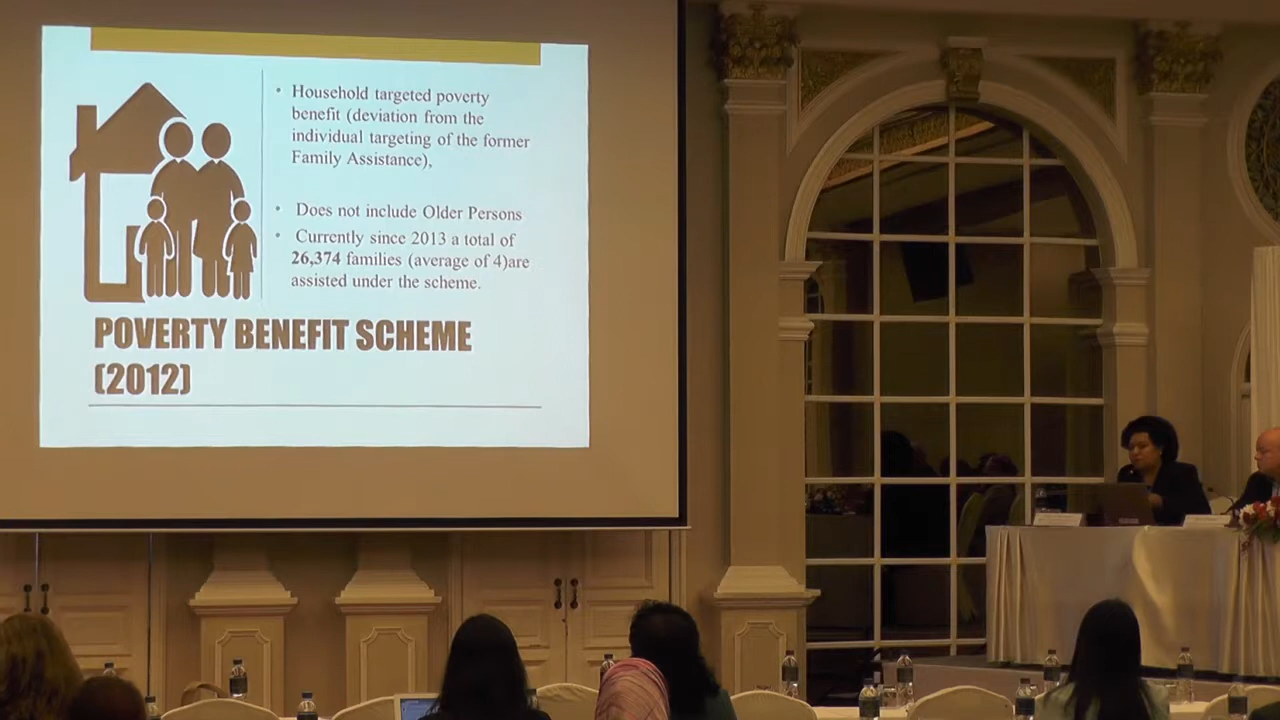 • Household targeted poverty
benefit (deviation from the
individual targeting of the former
Family Assistance),
• Does not include Older Persons
• Currently since 2013 a total of
26,374 families (average of 4)are
assisted under the scheme.
POVERTY BENEFIT SCHEME
(2012)